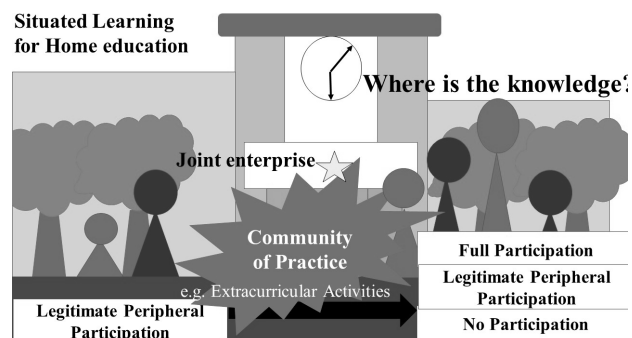 Situated Learning
for Home education
Where is the knowledge?
Joint enterprise
Community
of Practice
e.g. Extracurricular Activities
Legitimate Peripheral
Participation
Full Participation
Legitimate Peripheral
Participation
No Participation